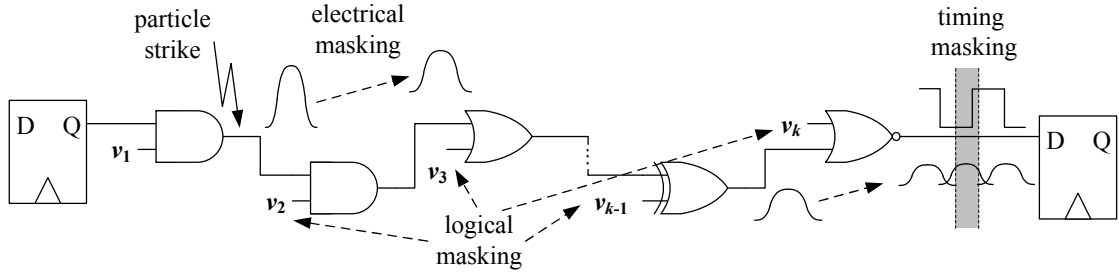 particle
strike
electrical
masking
timing
masking
D Q
v1
v2
v3
logical
masking
vk-1
vk
D Q